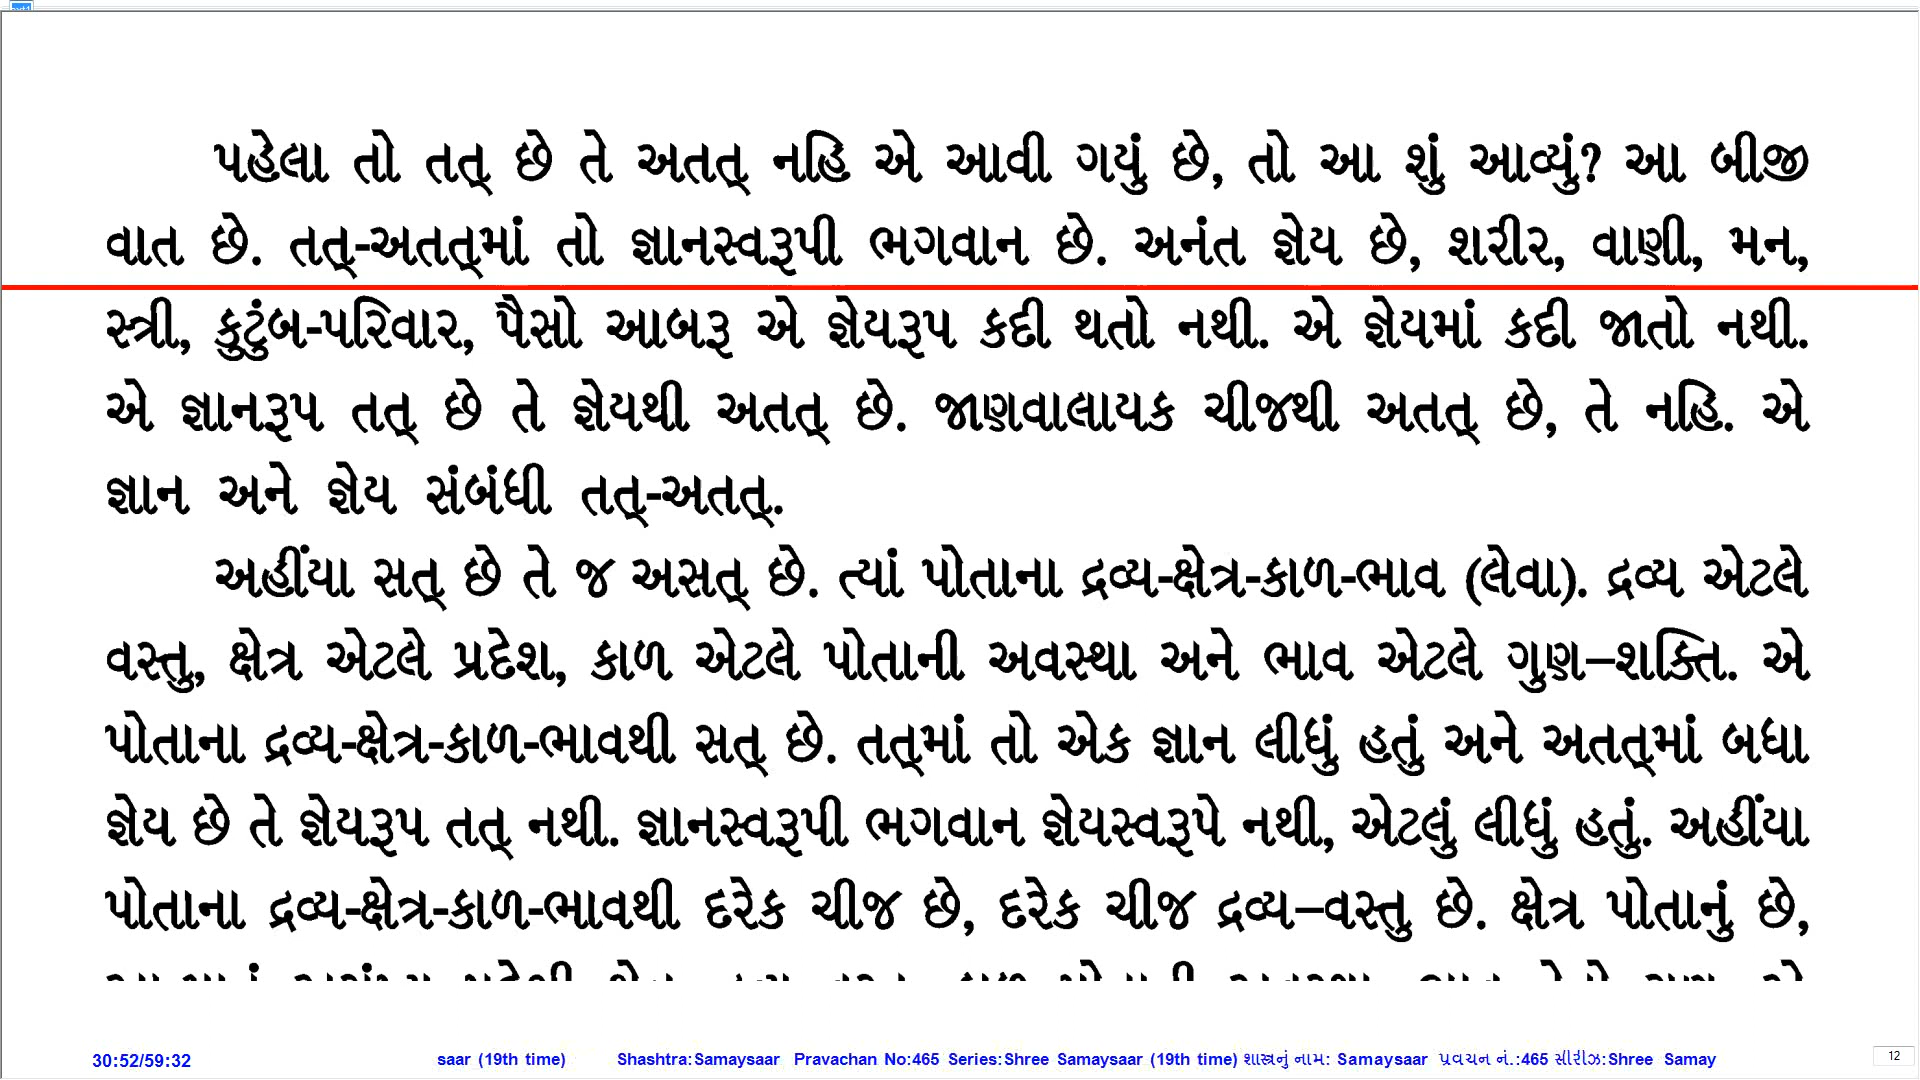 પહેલા તો તત્ છે તે અતત્ નહિ એ આવી ગયું છે, તો આ શું આવ્યું? આ બીજી
વાત છે. તત્-અતત્માં તો જ્ઞાનસ્વરૂપી ભગવાન છે. અનંત જ્ઞેય છે, શરીર, વાણી, મન,
સ્ત્રી, કુટુંબ-પરિવાર, પૈસો આબરૂ એ જ્ઞેયરૂપ કદી થતો નથી. એ જ્ઞેયમાં કદી જાતો નથી.
એ જ્ઞાનરૂપ તત્ છે તે જ્ઞેયથી અતત્ છે. જાણવાલાયક ચીજથી અતત્ છે, તે નહિ. એ
જ્ઞાન અને જ્ઞેય સંબંધી તત્-અતત્.
અહીંયા સત્ છે તે જ અસત્ છે. ત્યાં પોતાના દ્રવ્ય-ક્ષેત્ર-કાળ-ભાવ (લેવા). દ્રવ્ય એટલે
વસ્તુ, ક્ષેત્ર એટલે પ્રદેશ, કાળ એટલે પોતાની અવસ્થા અને ભાવ એટલે ગુણ–શક્તિ. એ
પોતાના દ્રવ્ય-ક્ષેત્ર-કાળ-ભાવથી સત્ છે. તત્માં તો એક જ્ઞાન લીધું હતું અને અતત્માં બધા
જ્ઞેય છે તે જ્ઞેયરૂપ તત્ નથી. જ્ઞાનસ્વરૂપી ભગવાન જ્ઞેયસ્વરૂપે નથી, એટલું લીધું હતું. અહીંયા
પોતાના દ્રવ્ય-ક્ષેત્ર-કાળ-ભાવથી દરેક ચીજ છે, દરેક ચીજ દ્રવ્ય–વસ્તુ છે. ક્ષેત્ર પોતાનું છે,
30:52/59:32 saar (19th time) Shashtra:Samaysaar Pravachan No:465 Series:Shree Samaysaar (19th time) શાસ્ત્રનું નામ: Samaysaar પ્રવચન નં.:465 સીરીઝ:Shree Samay 12